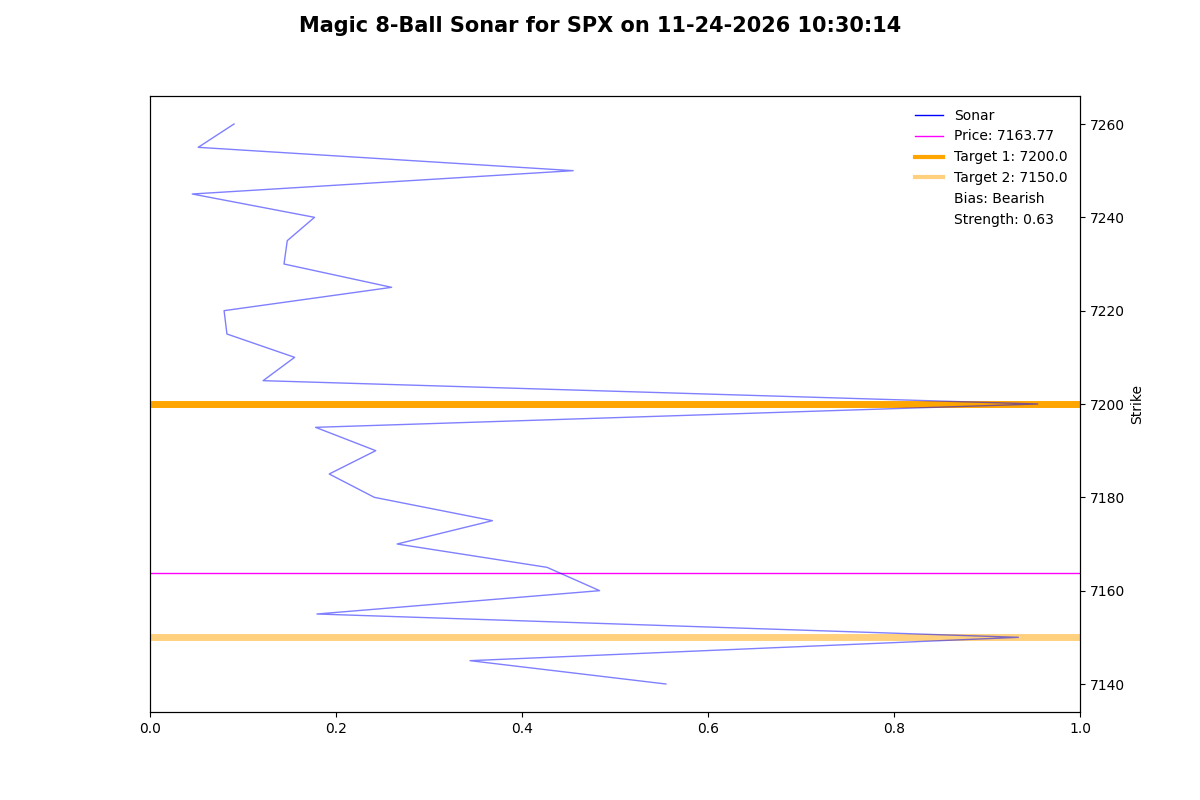 Magic 8-Ball Sonar for SPX on 11-24-2026 10:30:14
Sonar
Price: 7163.77
Target 1: 7200.0
Target 2: 7150.0
Bias: Bearish
Strength: 0.63
7260
7240
7220
7200
7180
7160
7140
Strike
0.0 0.2 0.4 0.6 0.8 1.0